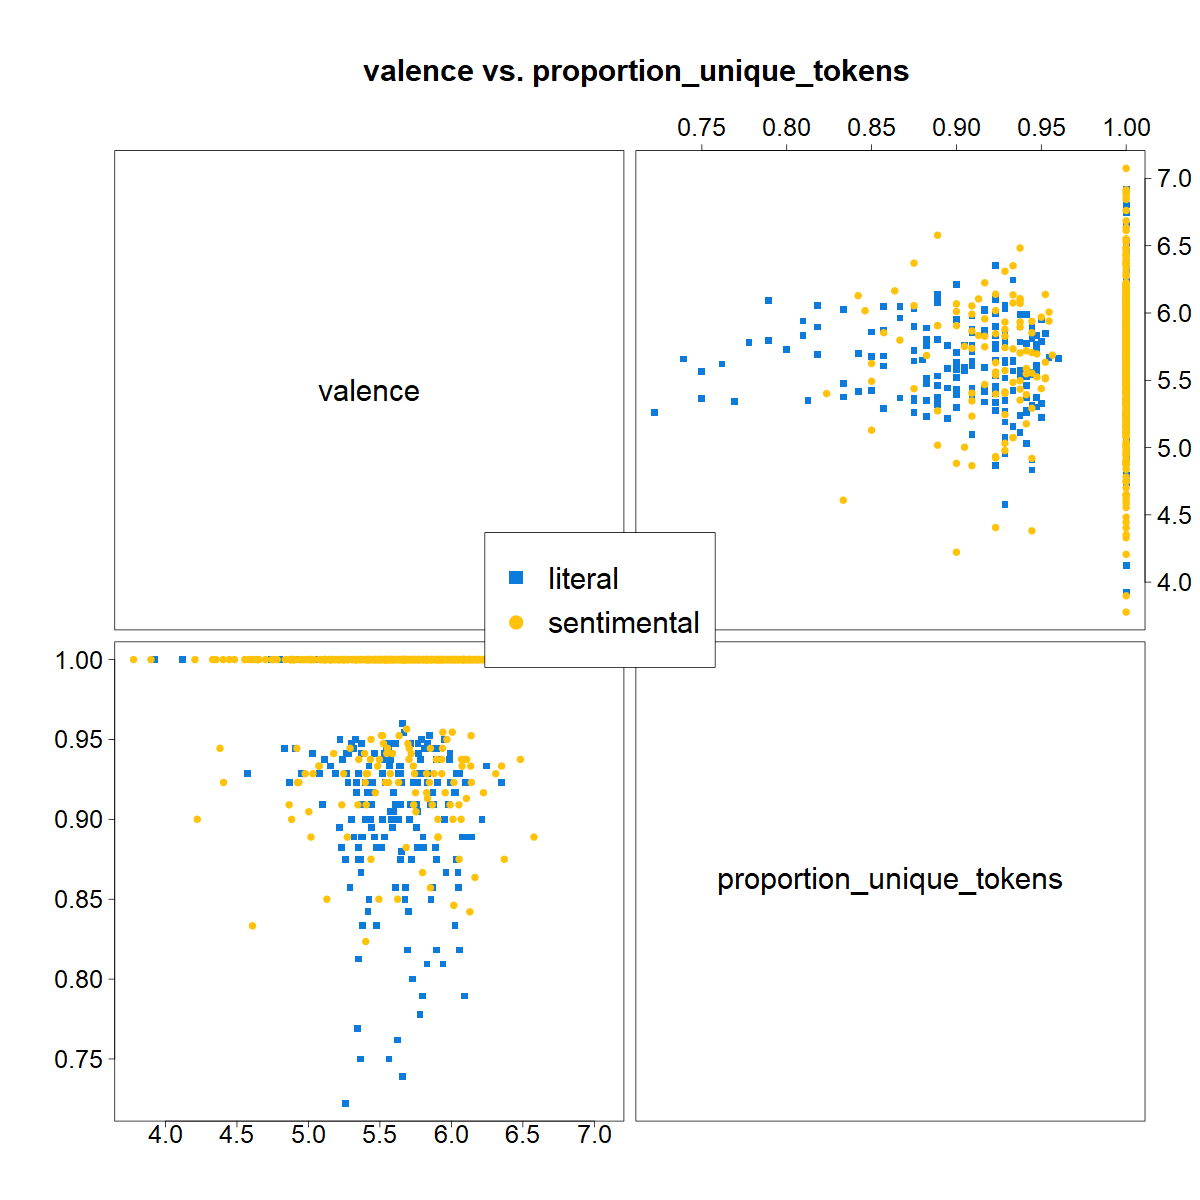 valence vs. proportion_unique_tokens
0.75 0.80 0.85 0.90 0.95 1.00
valence
7.0
6.5
6.0
5.5
5.0
4.5
4.0
literal
sentimental
1.00
0.95
0.90
0.85
0.80
0.75
proportion_unique_tokens
4.0 4.5 5.0 5.5 6.0 6.5 7.0